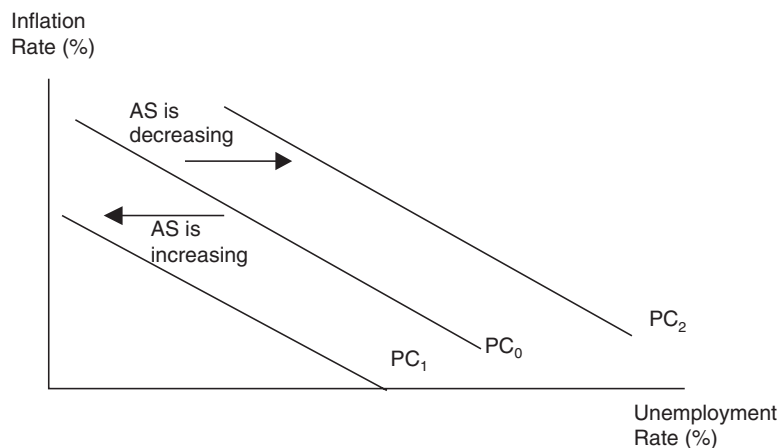 Inflation
Rate (%)
AS is
decreasing
AS is
increasing
PC₂
PC₀
PC₁
Unemployment
Rate (%)